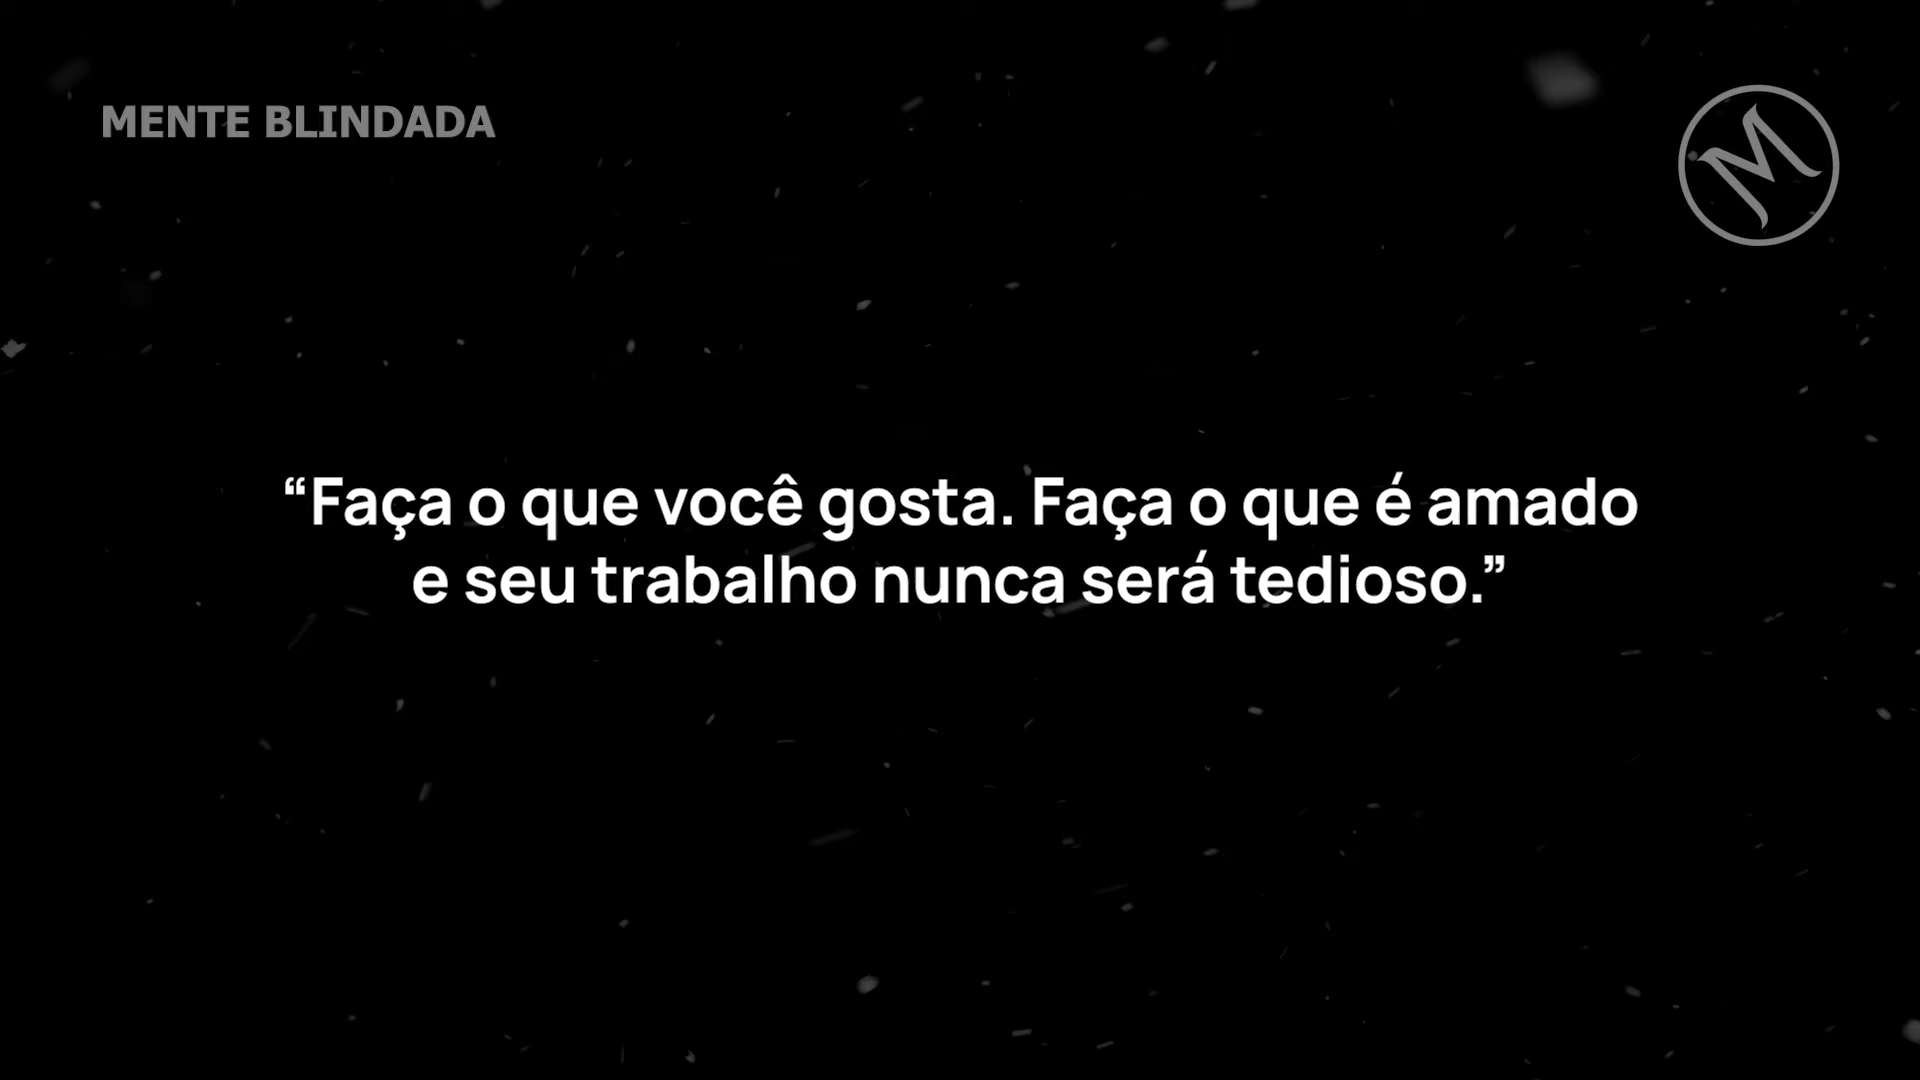 MENTE BLINDADA
M
“Faça o que você gosta. Faça o que é amado
e seu trabalho nunca será tedioso.”